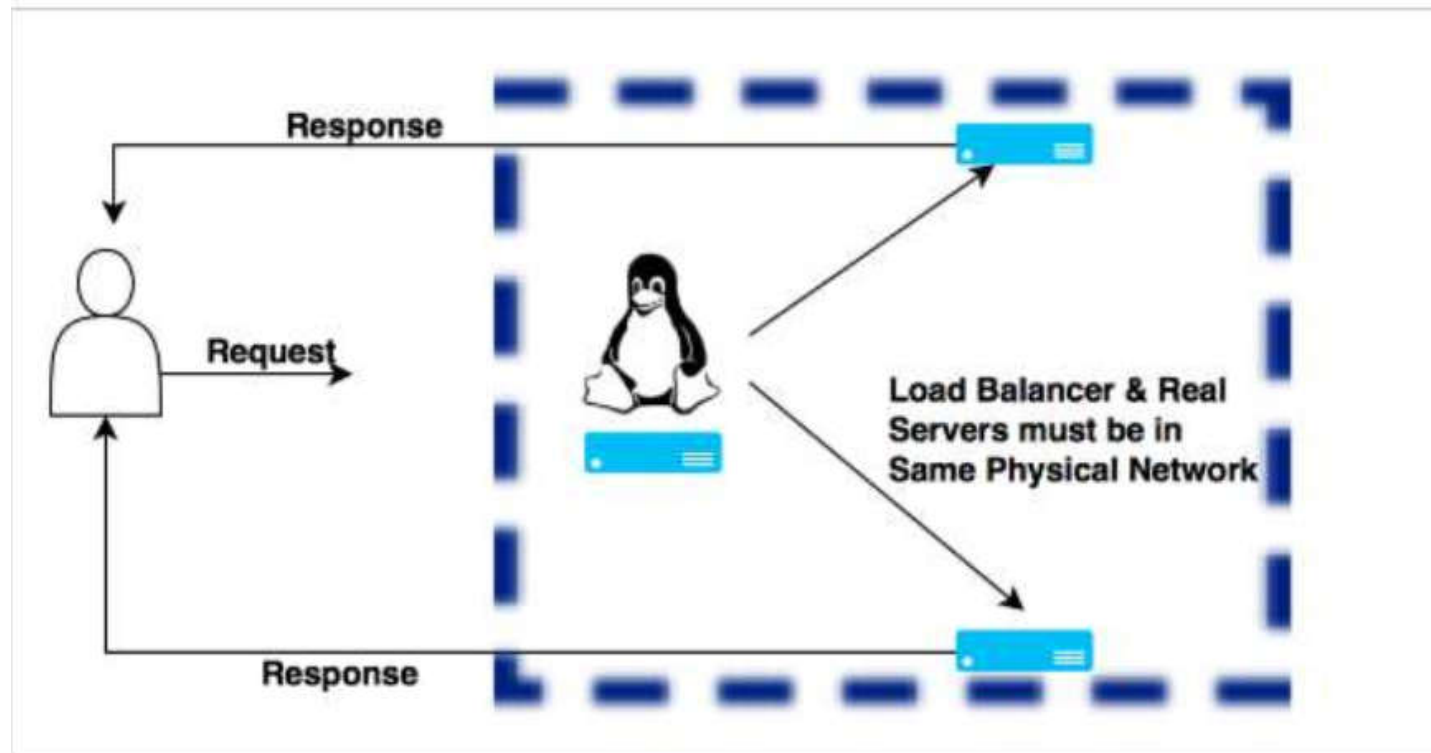 Response
Request
Load Balancer & Real
Servers must be in
Same Physical Network
Response